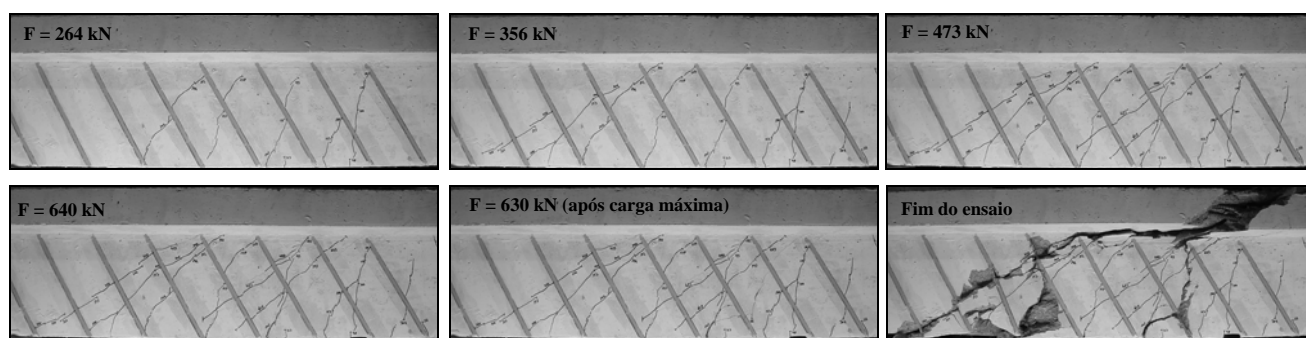 F = 264 kN
F = 356 kN
F = 473 kN
F = 640 kN
F = 630 kN (após carga máxima)
Fim do ensaio